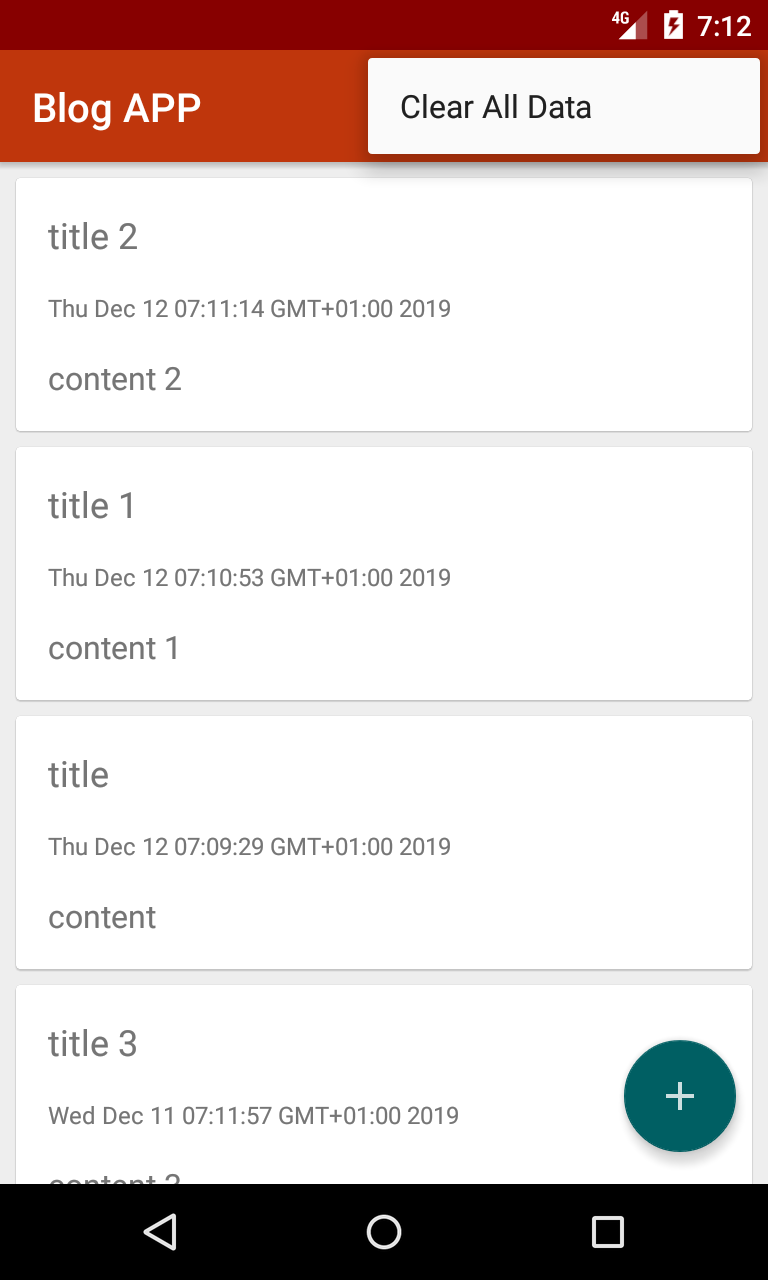 4G 7:12
Blog APP
Clear All Data
title 2
Thu Dec 12 07:11:14 GMT+01:00 2019
content 2
title 1
Thu Dec 12 07:10:53 GMT+01:00 2019
content 1
title
Thu Dec 12 07:09:29 GMT+01:00 2019
content
title 3
Wed Dec 11 07:11:57 GMT+01:00 2019
content